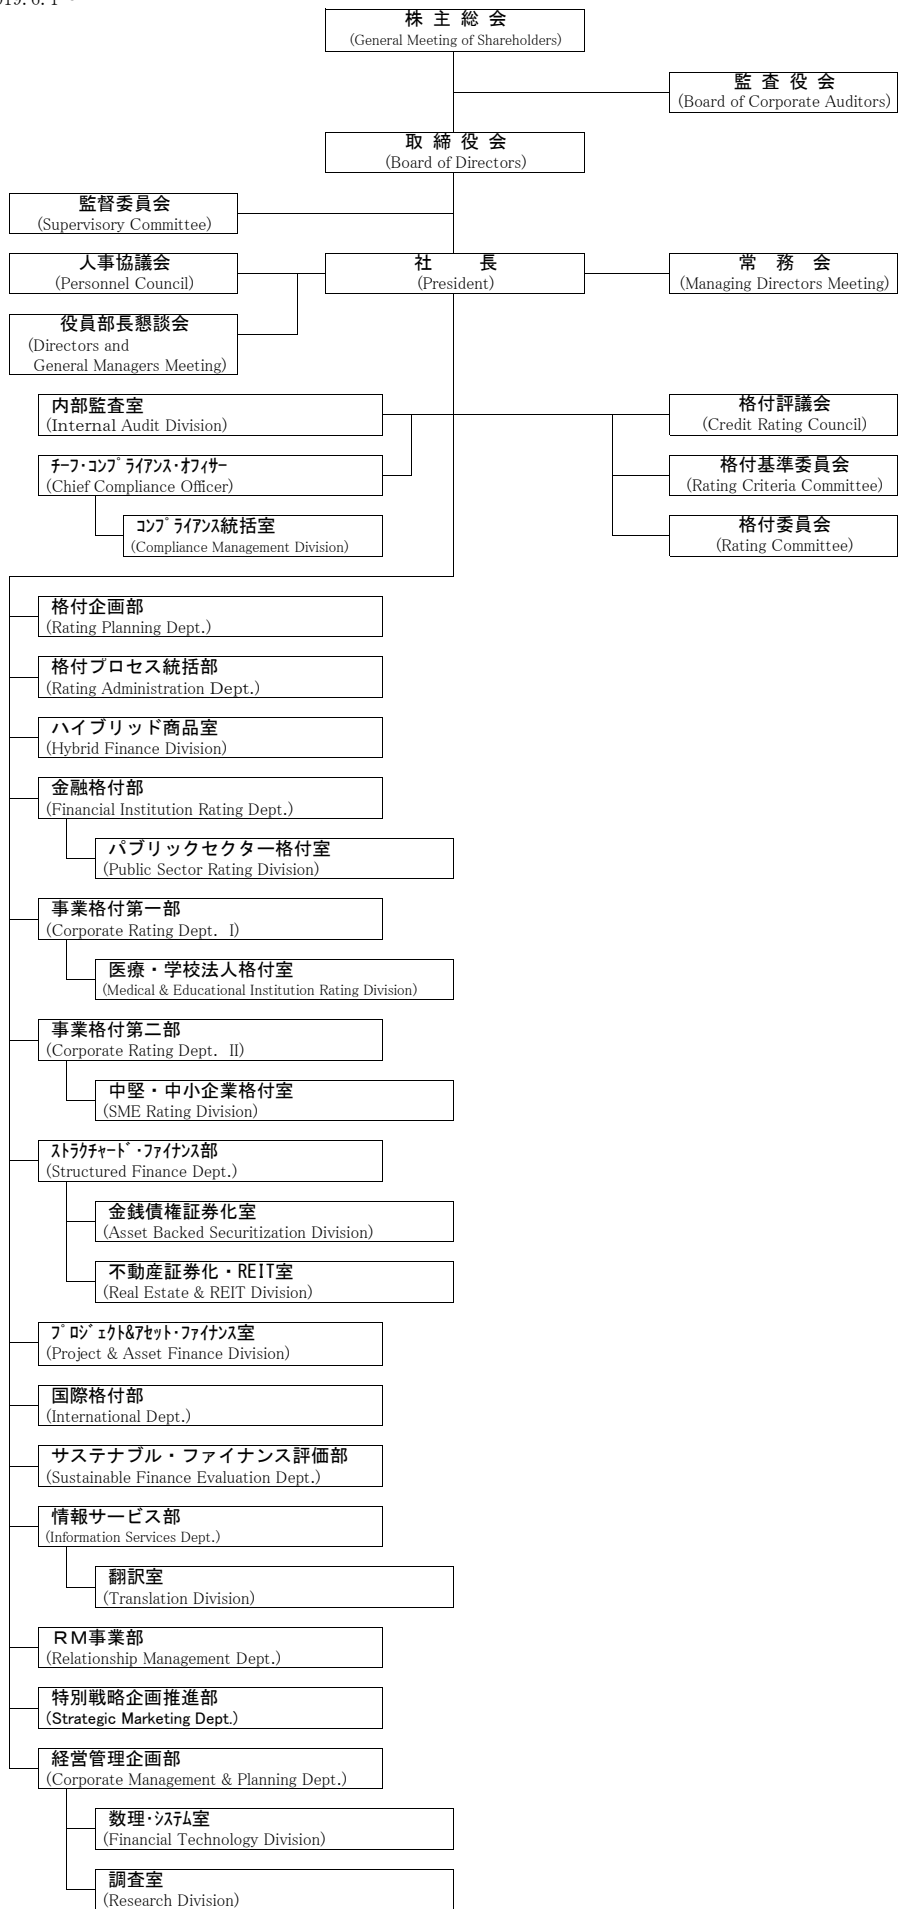 株 主 総 会
(General Meeting of Shareholders)
監 査 役 会
(Board of Corporate Auditors)
取 締 役 会
(Board of Directors)
監督委員会
(Supervisory Committee)
人事協議会
(Personnel Council)
社 長
(President)
常 務 会
(Managing Directors Meeting)
役員部長懇談会
(Directors and
General Managers Meeting)
内部監査室
(Internal Audit Division)
格付評議会
(Credit Rating Council)
ﾁｰﾌ･ｺﾝﾌﾟﾗｲｱﾝｽ･ｵﾌｨｻｰ
(Chief Compliance Officer)
格付基準委員会
(Rating Criteria Committee)
ｺﾝﾌﾟﾗｲｱﾝｽ統括室
(Compliance Management Division)
格付委員会
(Rating Committee)
格付企画部
(Rating Planning Dept.)
格付プロセス統括部
(Rating Administration Dept.)
ハイブリッド商品室
(Hybrid Finance Division)
金融格付部
(Financial Institution Rating Dept.)
パブリックセクター格付室
(Public Sector Rating Division)
事業格付第一部
(Corporate Rating Dept. I)
医療・学校法人格付室
(Medical & Educational Institution Rating Division)
事業格付第二部
(Corporate Rating Dept. II)
中堅・中小企業格付室
(SME Rating Division)
ｽﾄﾗｸﾁｬｰﾄﾞ･ﾌｧｲﾅﾝｽ部
(Structured Finance Dept.)
金銭債権証券化室
(Asset Backed Securitization Division)
不動産証券化・REIT室
(Real Estate & REIT Division)
ﾌﾟﾛｼﾞｪｸﾄ&ｱｾｯﾄ･ﾌｧｲﾅﾝｽ室
(Project & Asset Finance Division)
国際格付部
(International Dept.)
サステナブル・ファイナンス評価部
(Sustainable Finance Evaluation Dept.)
情報サービス部
(Information Services Dept.)
翻訳室
(Translation Division)
ＲＭ事業部
(Relationship Management Dept.)
特別戦略企画推進部
(Strategic Marketing Dept.)
経営管理企画部
(Corporate Management & Planning Dept.)
数理･ｼｽﾃﾑ室
(Financial Technology Division)
調査室
(Research Division)